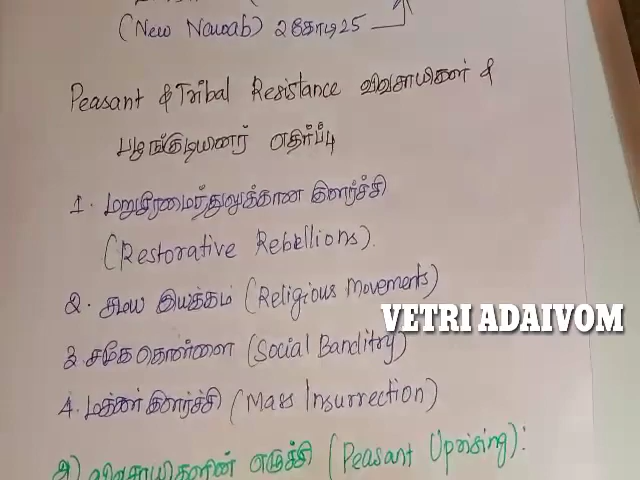 (New Nawab) 2கோடி25
Peasant & Tribal Resistance விவசாயிகள் &
பழங்குடியினர் எதிர்ப்பு
1. மறுசீரமைத்தலுக்கான கிளர்ச்சி
(Restorative Rebellions).
2. சமய இயக்கம் (Religious Movements)
VETRI ADAIVOM
3. சமூக கொள்ளை (Social Banditry)
4. மக்கள் கிளர்ச்சி (Mass Insurrection)
விவசாயிகளின் எழுச்சி (Peasant Uprising):